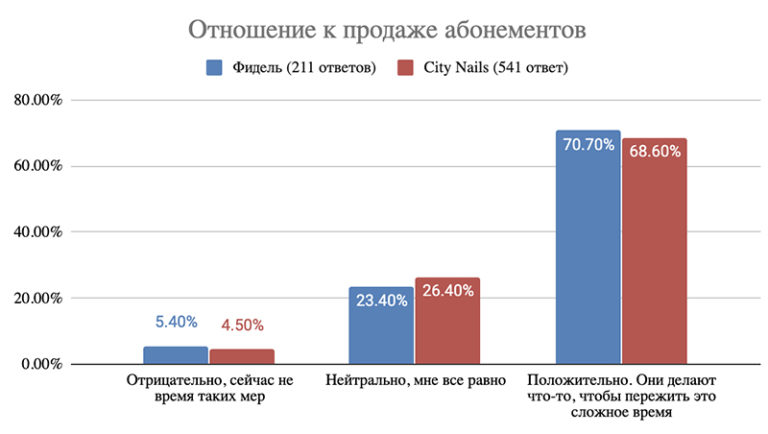 Отношение к продаже абонементов
Фидель (211 ответов)
City Nails (541 ответ)
80.00%
60.00%
40.00%
20.00%
0.00%
5.40%
4.50%
23.40%
26.40%
70.70%
68.60%
Отрицательно, сейчас не
время таких мер
Нейтрально, мне все равно
Положительно. Они делают
что-то, чтобы пережить это
сложное время